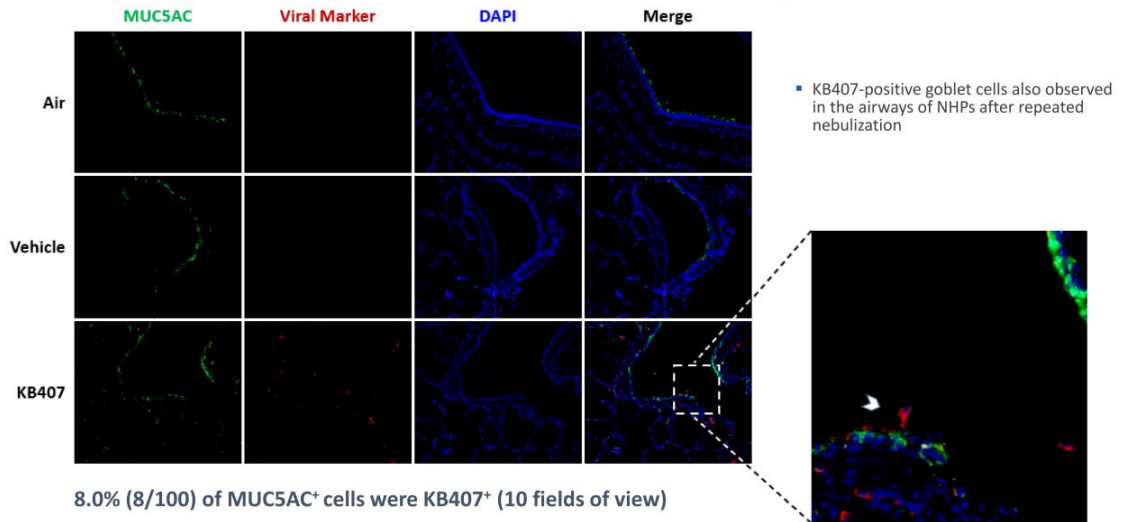 MUC5AC Viral Marker DAPI Merge
Air
▪ KB407-positive goblet cells also observed
in the airways of NHPs after repeated
nebulization
Vehicle
KB407
8.0% (8/100) of MUC5AC⁺ cells were KB407⁺ (10 fields of view)